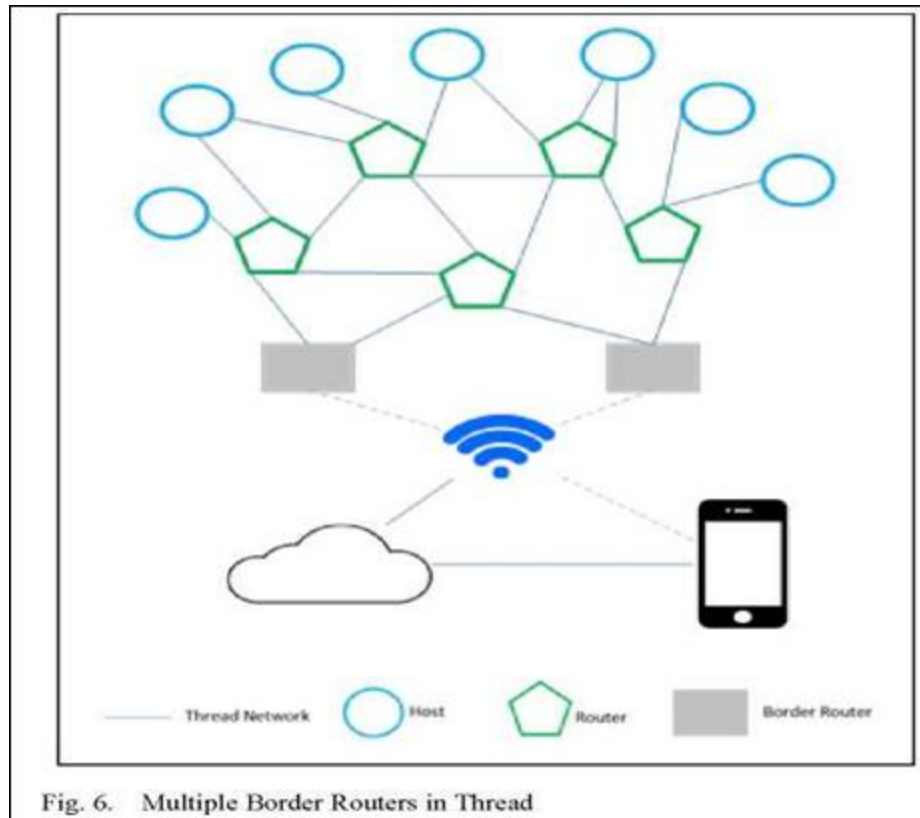 Thread Network Host Router Border Router
Fig. 6. Multiple Border Routers in Thread